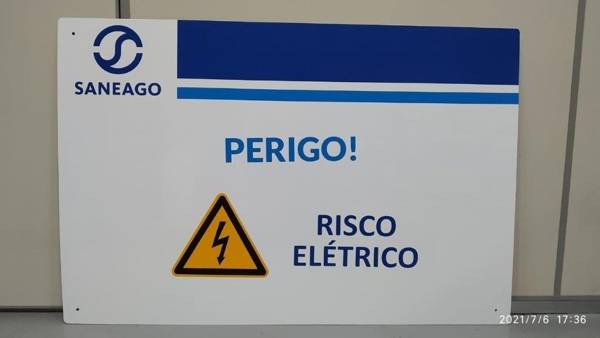 SANEAGO
PERIGO!
RISCO
ELÉTRICO
2021/7/6 17:36